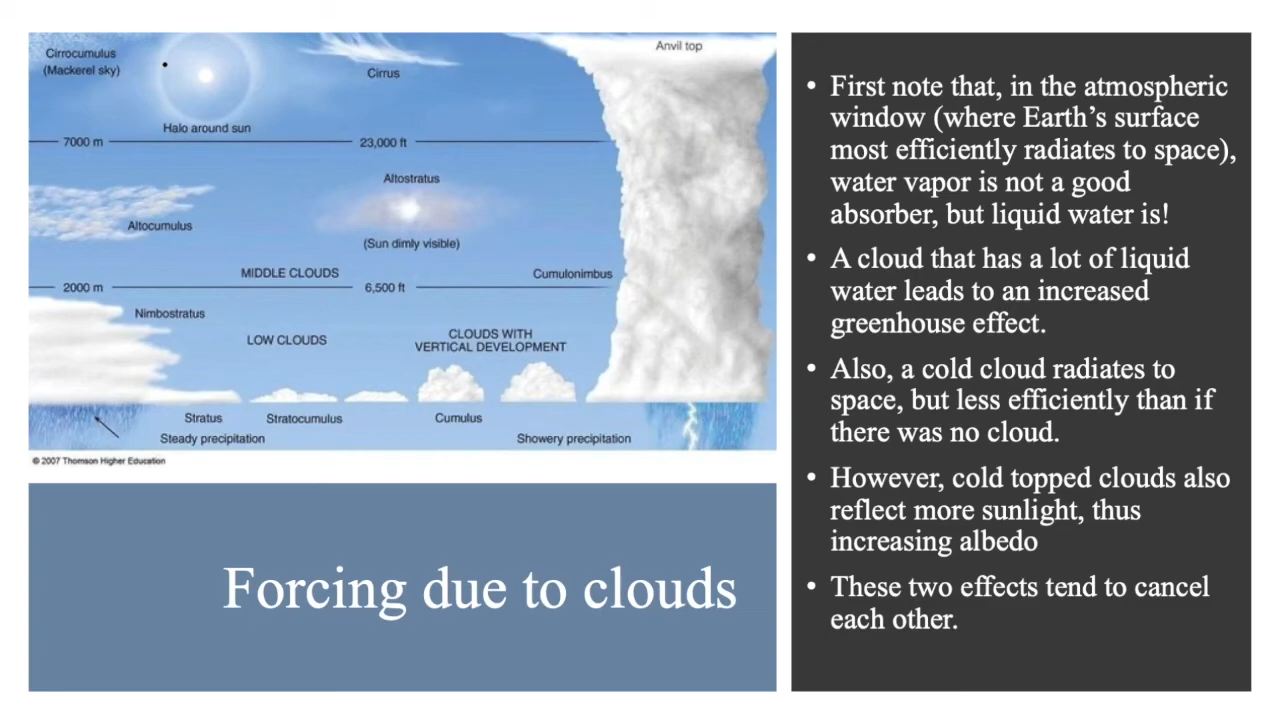 Cirrocumulus
(Mackerel sky)
Cirrus
Anvil top
Halo around sun
7000 m
23,000 ft
Altostratus
Altocumulus
(Sun dimly visible)
MIDDLE CLOUDS
Cumulonimbus
2000 m
6,500 ft
Nimbostratus
LOW CLOUDS
CLOUDS WITH
VERTICAL DEVELOPMENT
Stratus
Stratocumulus
Cumulus
Steady precipitation
Showery precipitation
© 2007 Thomson Higher Education
Forcing due to clouds
• First note that, in the atmospheric
window (where Earth’s surface
most efficiently radiates to space),
water vapor is not a good
absorber, but liquid water is!
• A cloud that has a lot of liquid
water leads to an increased
greenhouse effect.
• Also, a cold cloud radiates to
space, but less efficiently than if
there was no cloud.
• However, cold topped clouds also
reflect more sunlight, thus
increasing albedo
• These two effects tend to cancel
each other.